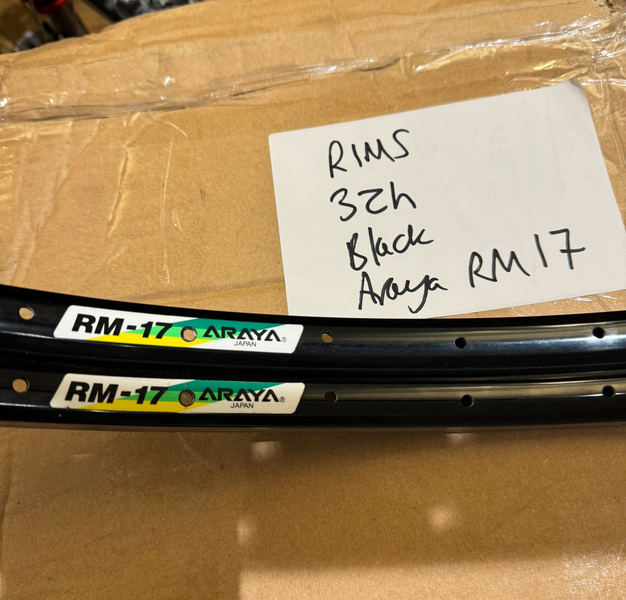 RIMS
32h
Black
Araya RM17
RM-17 ARAYA®
JAPAN
RM-17 ARAYA®
JAPAN